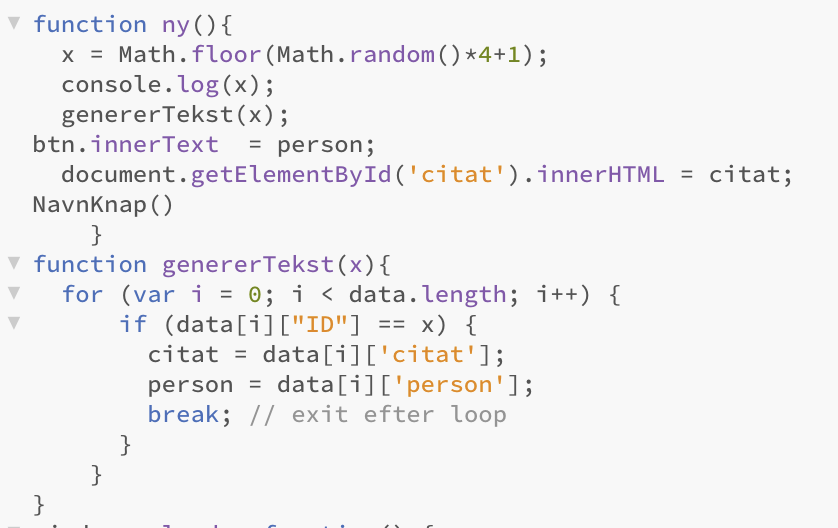 function ny(){
x = Math.floor(Math.random()*4+1);
console.log(x);
genererTekst(x);
btn.innerText  = person;
document.getElementById('citat').innerHTML = citat;
NavnKnap()
}
function genererTekst(x){
for (var i = 0; i < data.length; i++) {
if (data[i]["ID"] == x) {
citat = data[i]['citat'];
person = data[i]['person'];
break; // exit efter loop
}
}
}